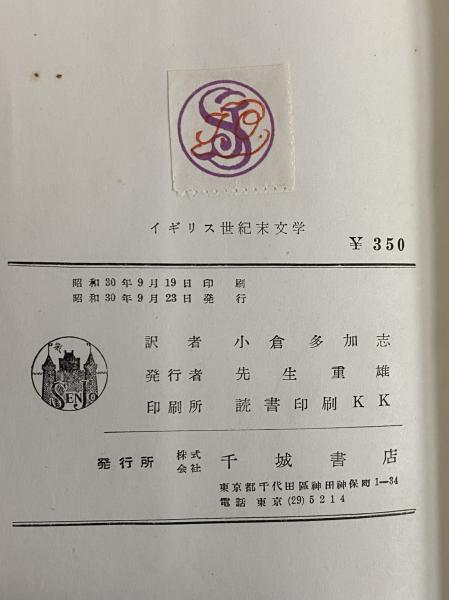 イギリス世紀末文学
¥ 350
昭和30年9月19日印刷
昭和30年9月23日発行
訳者 小倉多加志
発行者 先生重雄
印刷所 読書印刷KK
SENJO
発行所 株式会社 千城書店
東京都千代田區神田神保町1―34
電話 東京(29)5214